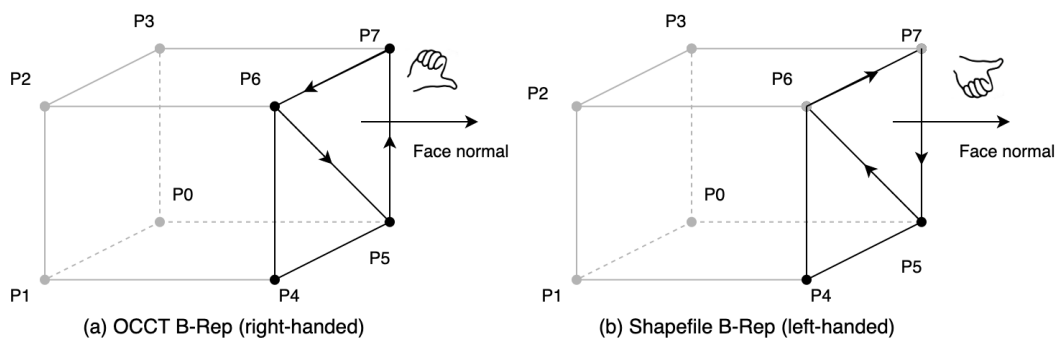 P3
P7
P2
P6
Face normal
P0
P5
P1
P4
(a) OCCT B-Rep (right-handed)
P3
P7
P6
P2
Face normal
P0
P5
P1
P4
(b) Shapefile B-Rep (left-handed)